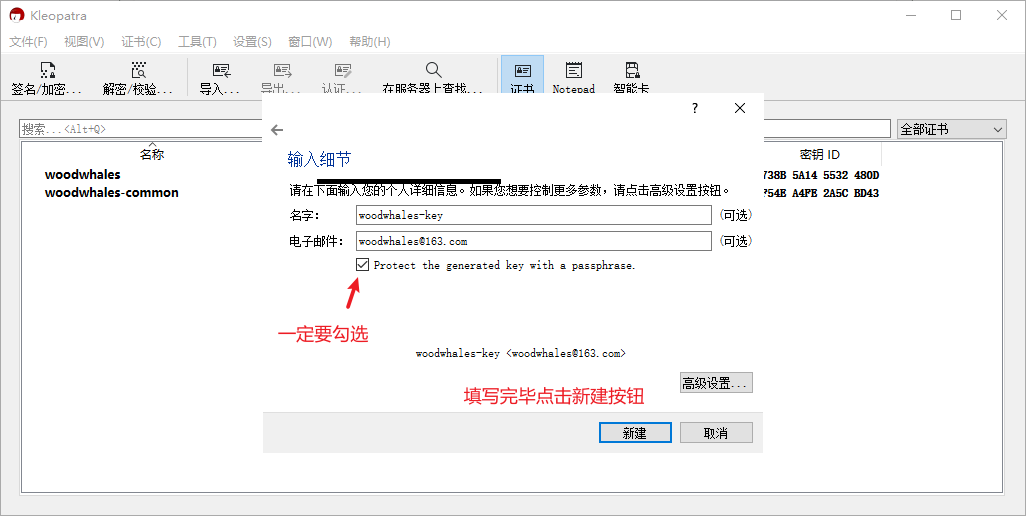 Kleopatra
文件(F) 视图(V) 证书(C) 工具(T) 设置(S) 窗口(W) 帮助(H)
签名/加密... 解密/校验... 导入... 导出... 认证... 在服务器上查找... 证书 Notepad 智能卡
搜索...<Alt+Q> 全部证书
名称 密钥 ID
woodwhales 738B 5A14 5532 480D
woodwhales-common F54E A4FE 2A5C BD43
?
输入细节
请在下面输入您的个人详细信息。如果您想要控制更多参数，请点击高级设置按钮。
名字： woodwhales-key (可选)
电子邮件： woodwhales@163.com (可选)
Protect the generated key with a passphrase.
一定要勾选
woodwhales-key <woodwhales@163.com>
高级设置...
填写完毕点击新建按钮
新建 取消